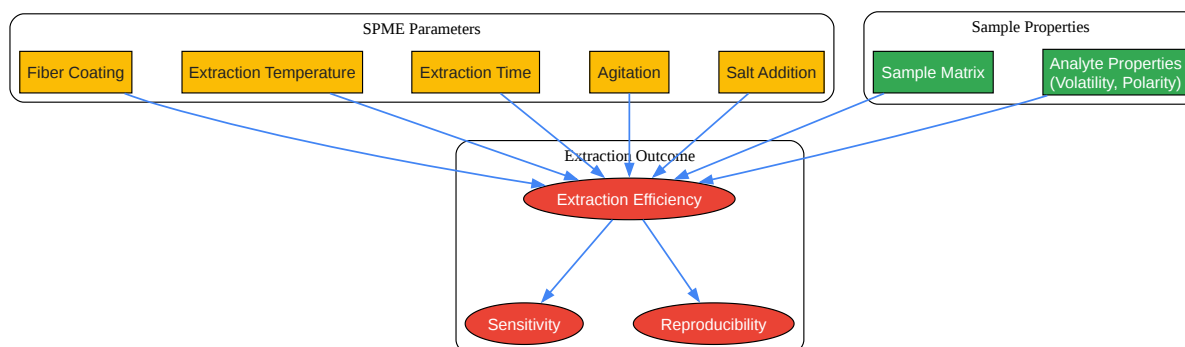 SPME Parameters
Sample Properties
Fiber Coating
Extraction Temperature
Extraction Time
Agitation
Salt Addition
Sample Matrix
Analyte Properties
(Volatility, Polarity)
Extraction Outcome
Extraction Efficiency
Sensitivity
Reproducibility